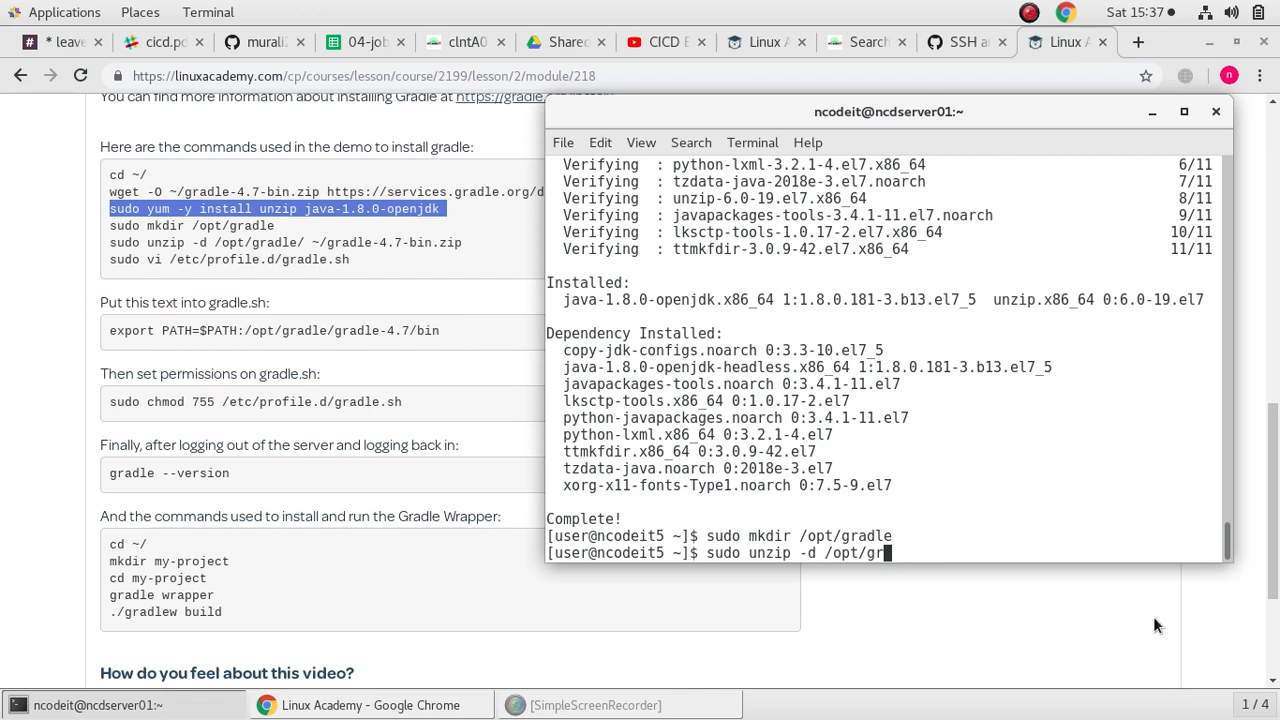 Applications Places Terminal Sat 15:37
* leave cicd.po muraliZ 04-job clntA0 Share CICD E Linux A Search SSH an Linux A
https://linuxacademy.com/cp/courses/lesson/course/2199/lesson/2/module/218 n
You can find more information about installing Gradle at https://gradle.
Here are the commands used in the demo to install gradle:
cd ~/
wget -O ~/gradle-4.7-bin.zip https://services.gradle.org/d
sudo yum -y install unzip java-1.8.0-openjdk
sudo mkdir /opt/gradle
sudo unzip -d /opt/gradle/ ~/gradle-4.7-bin.zip
sudo vi /etc/profile.d/gradle.sh
Put this text into gradle.sh:
export PATH=$PATH:/opt/gradle/gradle-4.7/bin
Then set permissions on gradle.sh:
sudo chmod 755 /etc/profile.d/gradle.sh
Finally, after logging out of the server and logging back in:
gradle --version
And the commands used to install and run the Gradle Wrapper:
cd ~/
mkdir my-project
cd my-project
gradle wrapper
./gradlew build
How do you feel about this video?
ncodeit@ncdserver01:~
File Edit View Search Terminal Help
Verifying : python-lxml-3.2.1-4.el7.x86_64 6/11
Verifying : tzdata-java-2018e-3.el7.noarch 7/11
Verifying : unzip-6.0-19.el7.x86_64 8/11
Verifying : javapackages-tools-3.4.1-11.el7.noarch 9/11
Verifying : lksctp-tools-1.0.17-2.el7.x86_64 10/11
Verifying : ttmkfdir-3.0.9-42.el7.x86_64 11/11
Installed:
java-1.8.0-openjdk.x86_64 1:1.8.0.181-3.b13.el7_5 unzip.x86_64 0:6.0-19.el7
Dependency Installed:
copy-jdk-configs.noarch 0:3.3-10.el7_5
java-1.8.0-openjdk-headless.x86_64 1:1.8.0.181-3.b13.el7_5
javapackages-tools.noarch 0:3.4.1-11.el7
lksctp-tools.x86_64 0:1.0.17-2.el7
python-javapackages.noarch 0:3.4.1-11.el7
python-lxml.x86_64 0:3.2.1-4.el7
ttmkfdir.x86_64 0:3.0.9-42.el7
tzdata-java.noarch 0:2018e-3.el7
xorg-x11-fonts-Type1.noarch 0:7.5-9.el7
Complete!
[user@ncodeit5 ~]$ sudo mkdir /opt/gradle
[user@ncodeit5 ~]$ sudo unzip -d /opt/gr
ncodeit@ncdserver01:~ Linux Academy - Google Chrome [SimpleScreenRecorder] 1 / 4